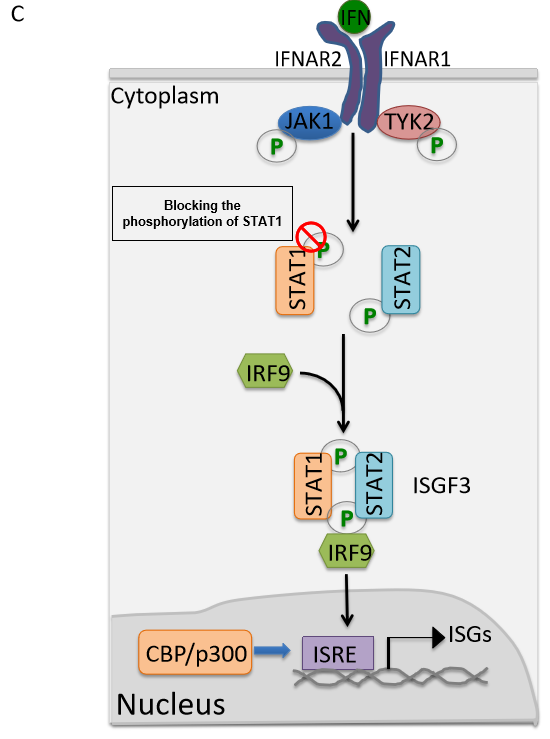 C
IFN
IFNAR2
IFNAR1
Cytoplasm
JAK1
TYK2
P
P
Blocking the
phosphorylation of STAT1
P
STAT1
STAT2
P
IRF9
STAT1
P
STAT2
ISGF3
P
IRF9
ISGs
CBP/p300
ISRE
Nucleus